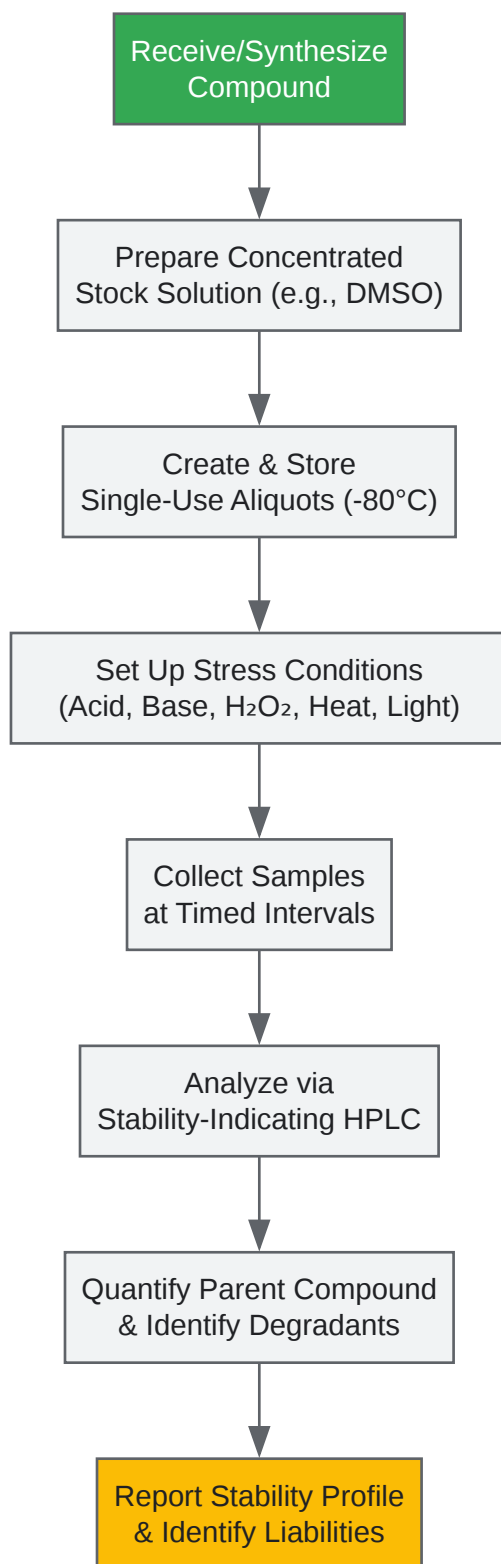 Receive/Synthesize
Compound
Prepare Concentrated
Stock Solution (e.g., DMSO)
Create & Store
Single-Use Aliquots (-80°C)
Set Up Stress Conditions
(Acid, Base, H₂O₂, Heat, Light)
Collect Samples
at Timed Intervals
Analyze via
Stability-Indicating HPLC
Quantify Parent Compound
& Identify Degradants
Report Stability Profile
& Identify Liabilities